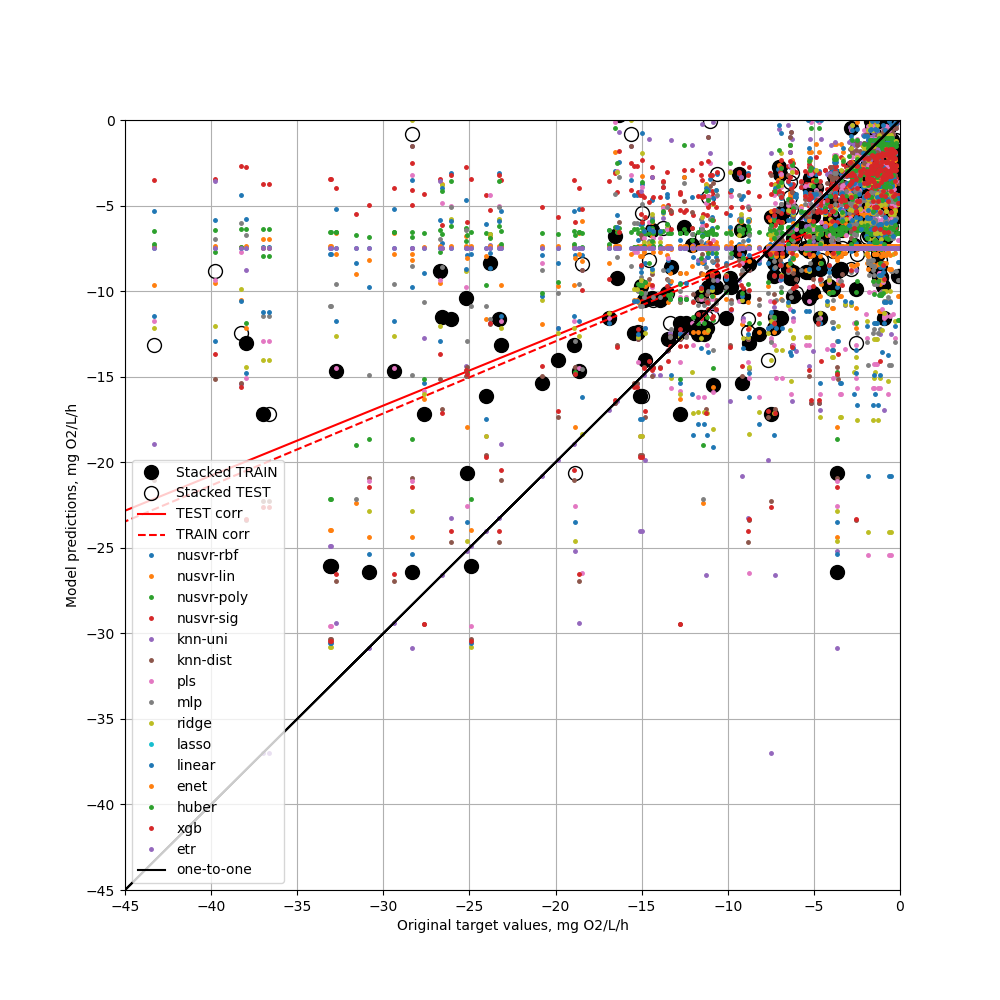 0
−5
−10
−15
−20
−25
−30
−35
−40
−45
Model predictions, mg O2/L/h
Stacked TRAIN
Stacked TEST
TEST corr
TRAIN corr
nusvr-rbf
nusvr-lin
nusvr-poly
nusvr-sig
knn-uni
knn-dist
pls
mlp
ridge
lasso
linear
enet
huber
xgb
etr
one-to-one
−45 −40 −35 −30 −25 −20 −15 −10 −5 0
Original target values, mg O2/L/h